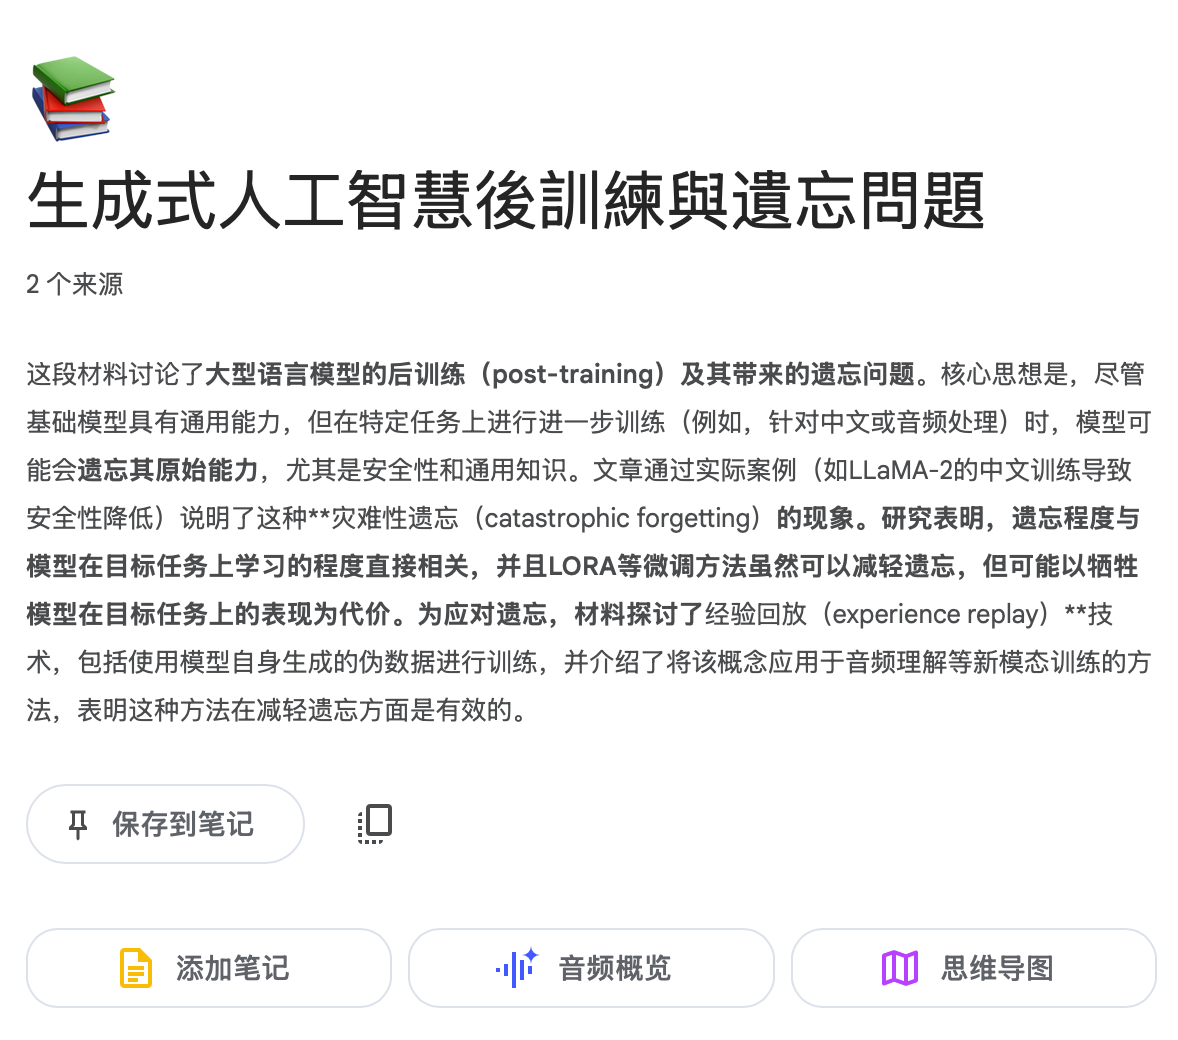 生成式人工智慧後訓練與遺忘問題
2 个来源
这段材料讨论了大型语言模型的后训练（post-training）及其带来的遗忘问题。核心思想是，尽管
基础模型具有通用能力，但在特定任务上进行进一步训练（例如，针对中文或音频处理）时，模型可
能会遗忘其原始能力，尤其是安全性和通用知识。文章通过实际案例（如LLaMA-2的中文训练导致
安全性降低）说明了这种**灾难性遗忘（catastrophic forgetting）的现象。研究表明，遗忘程度与
模型在目标任务上学习的程度直接相关，并且LORA等微调方法虽然可以减轻遗忘，但可能以牺牲
模型在目标任务上的表现为代价。为应对遗忘，材料探讨了经验回放（experience replay）**技
术，包括使用模型自身生成的伪数据进行训练，并介绍了将该概念应用于音频理解等新模态训练的方
法，表明这种方法在减轻遗忘方面是有效的。
保存到笔记
添加笔记
音频概览
思维导图